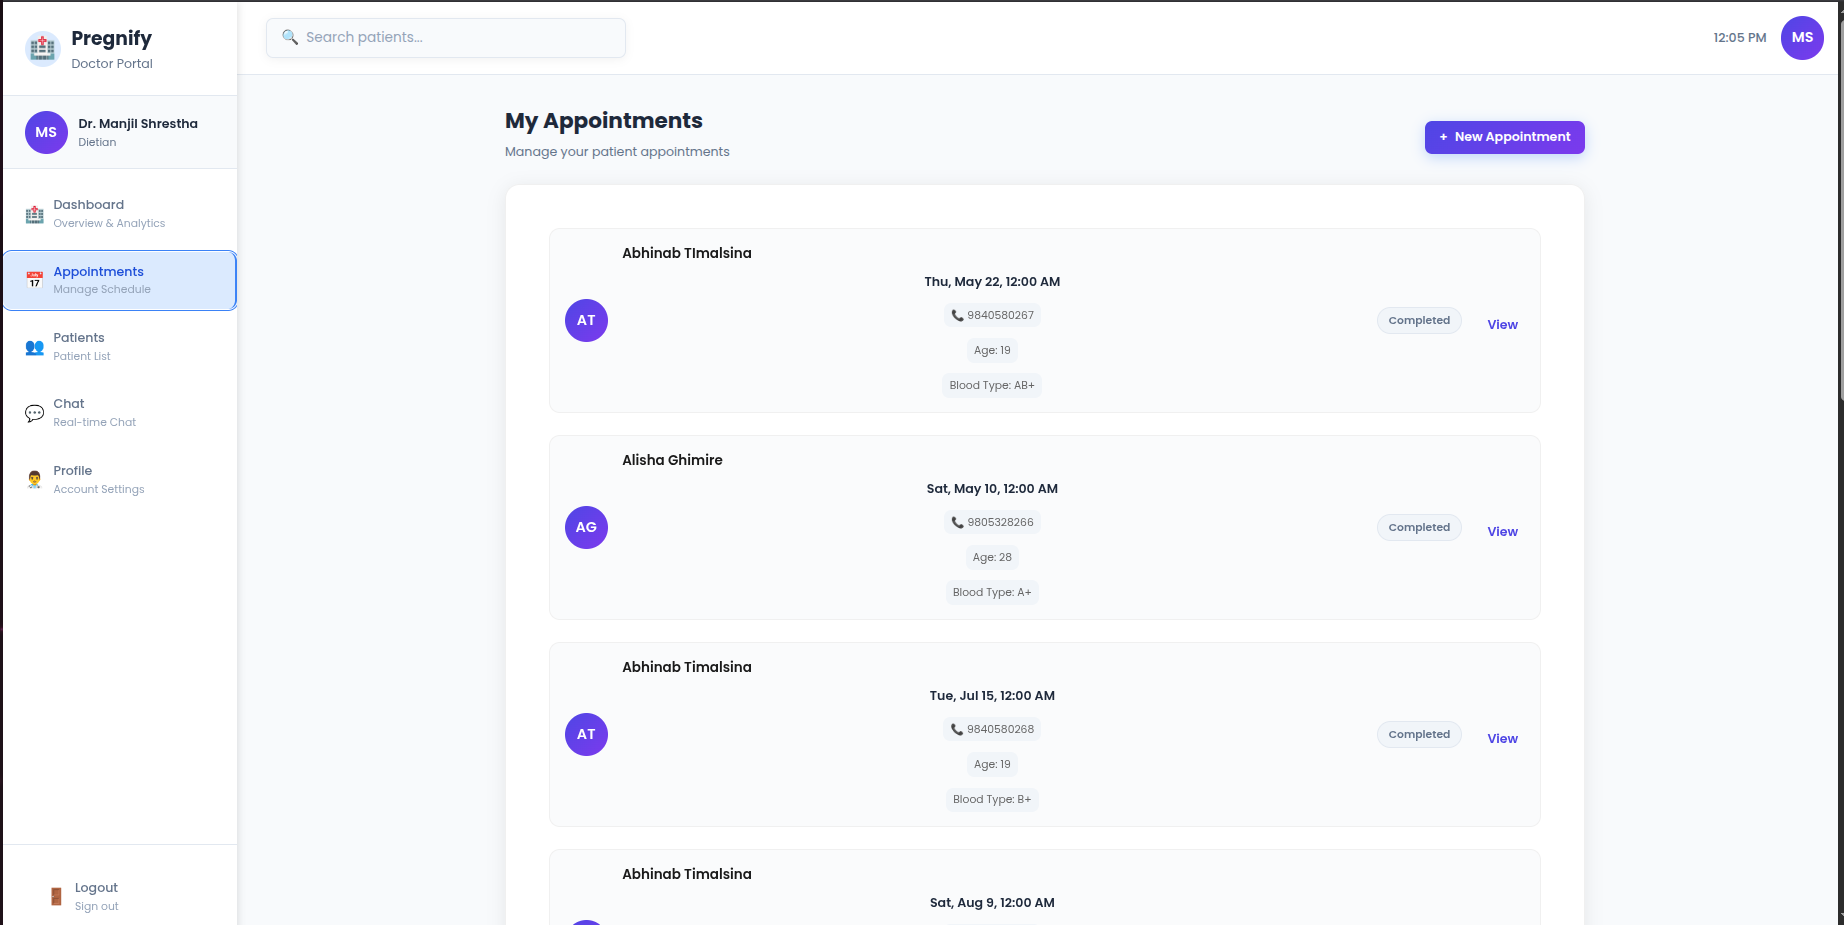 Pregnify
Doctor Portal
MS
Dr. Manjil Shrestha
Dietian
Dashboard
Overview & Analytics
17
Appointments
Manage Schedule
Patients
Patient List
Chat
Real-time Chat
Profile
Account Settings
Logout
Sign out
Search patients...
12:05 PM
MS
My Appointments
Manage your patient appointments
+ New Appointment
Abhinab TImalsina
Thu, May 22, 12:00 AM
AT
9840580267
Age: 19
Blood Type: AB+
Completed
View
Alisha Ghimire
Sat, May 10, 12:00 AM
AG
9805328266
Age: 28
Blood Type: A+
Completed
View
Abhinab Timalsina
Tue, Jul 15, 12:00 AM
AT
9840580268
Age: 19
Blood Type: B+
Completed
View
Abhinab Timalsina
Sat, Aug 9, 12:00 AM